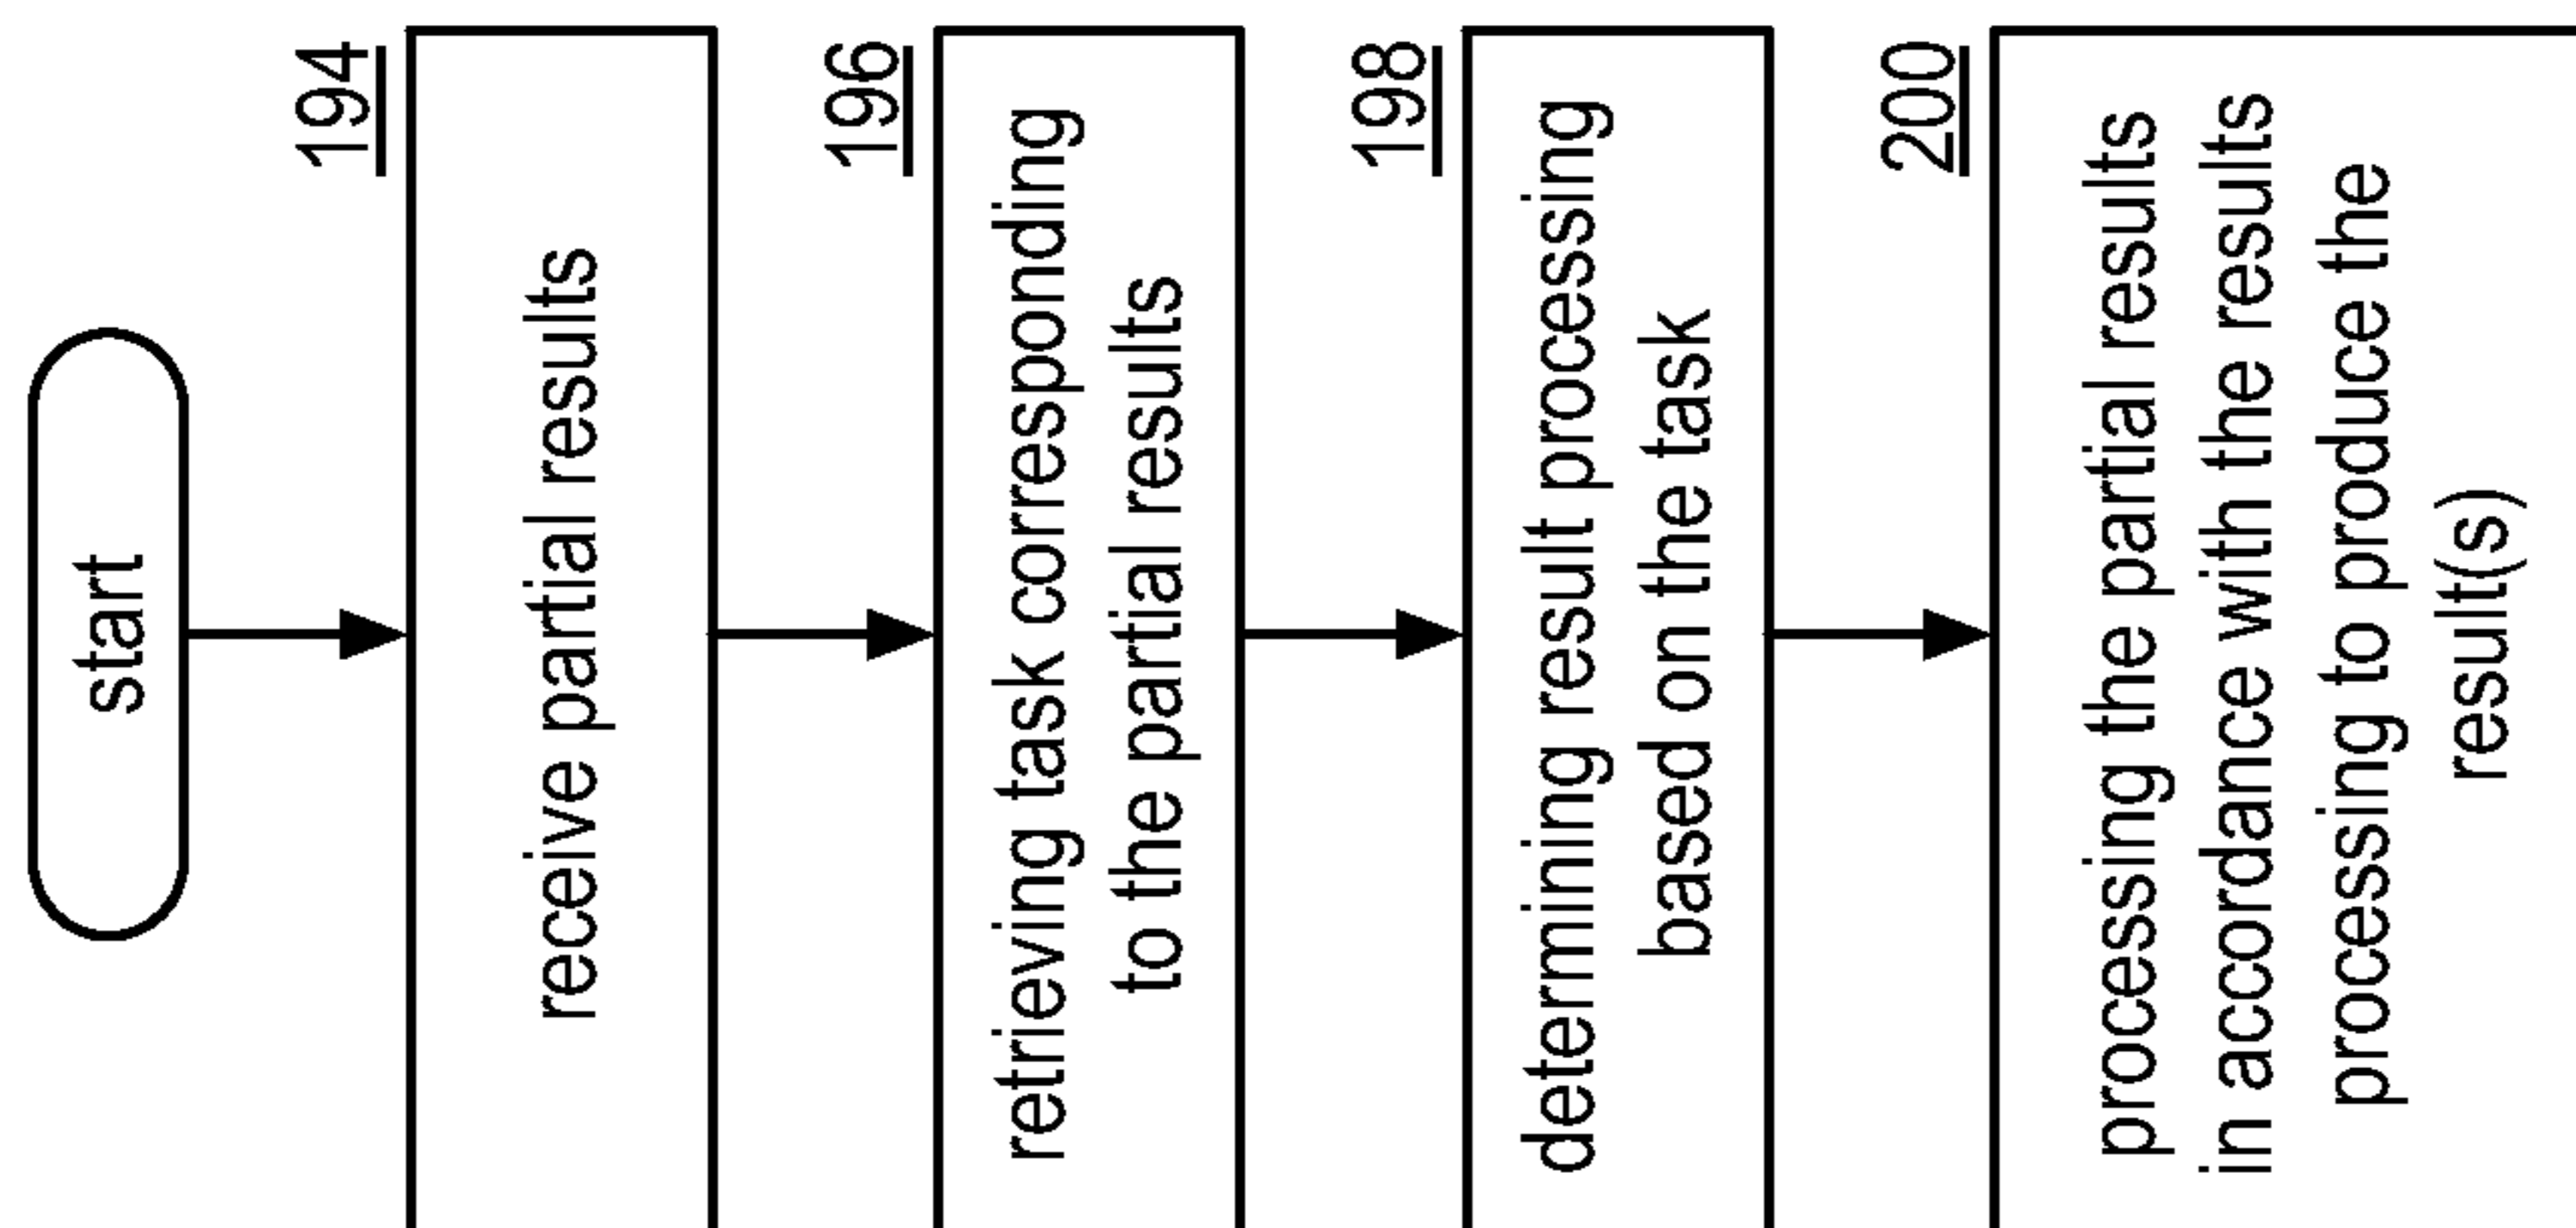 start
194
receive partial results
196
retrieving task corresponding
to the partial results
198
determining result processing
based on the task
200
processing the partial results
in accordance with the results
processing to produce the
result(s)